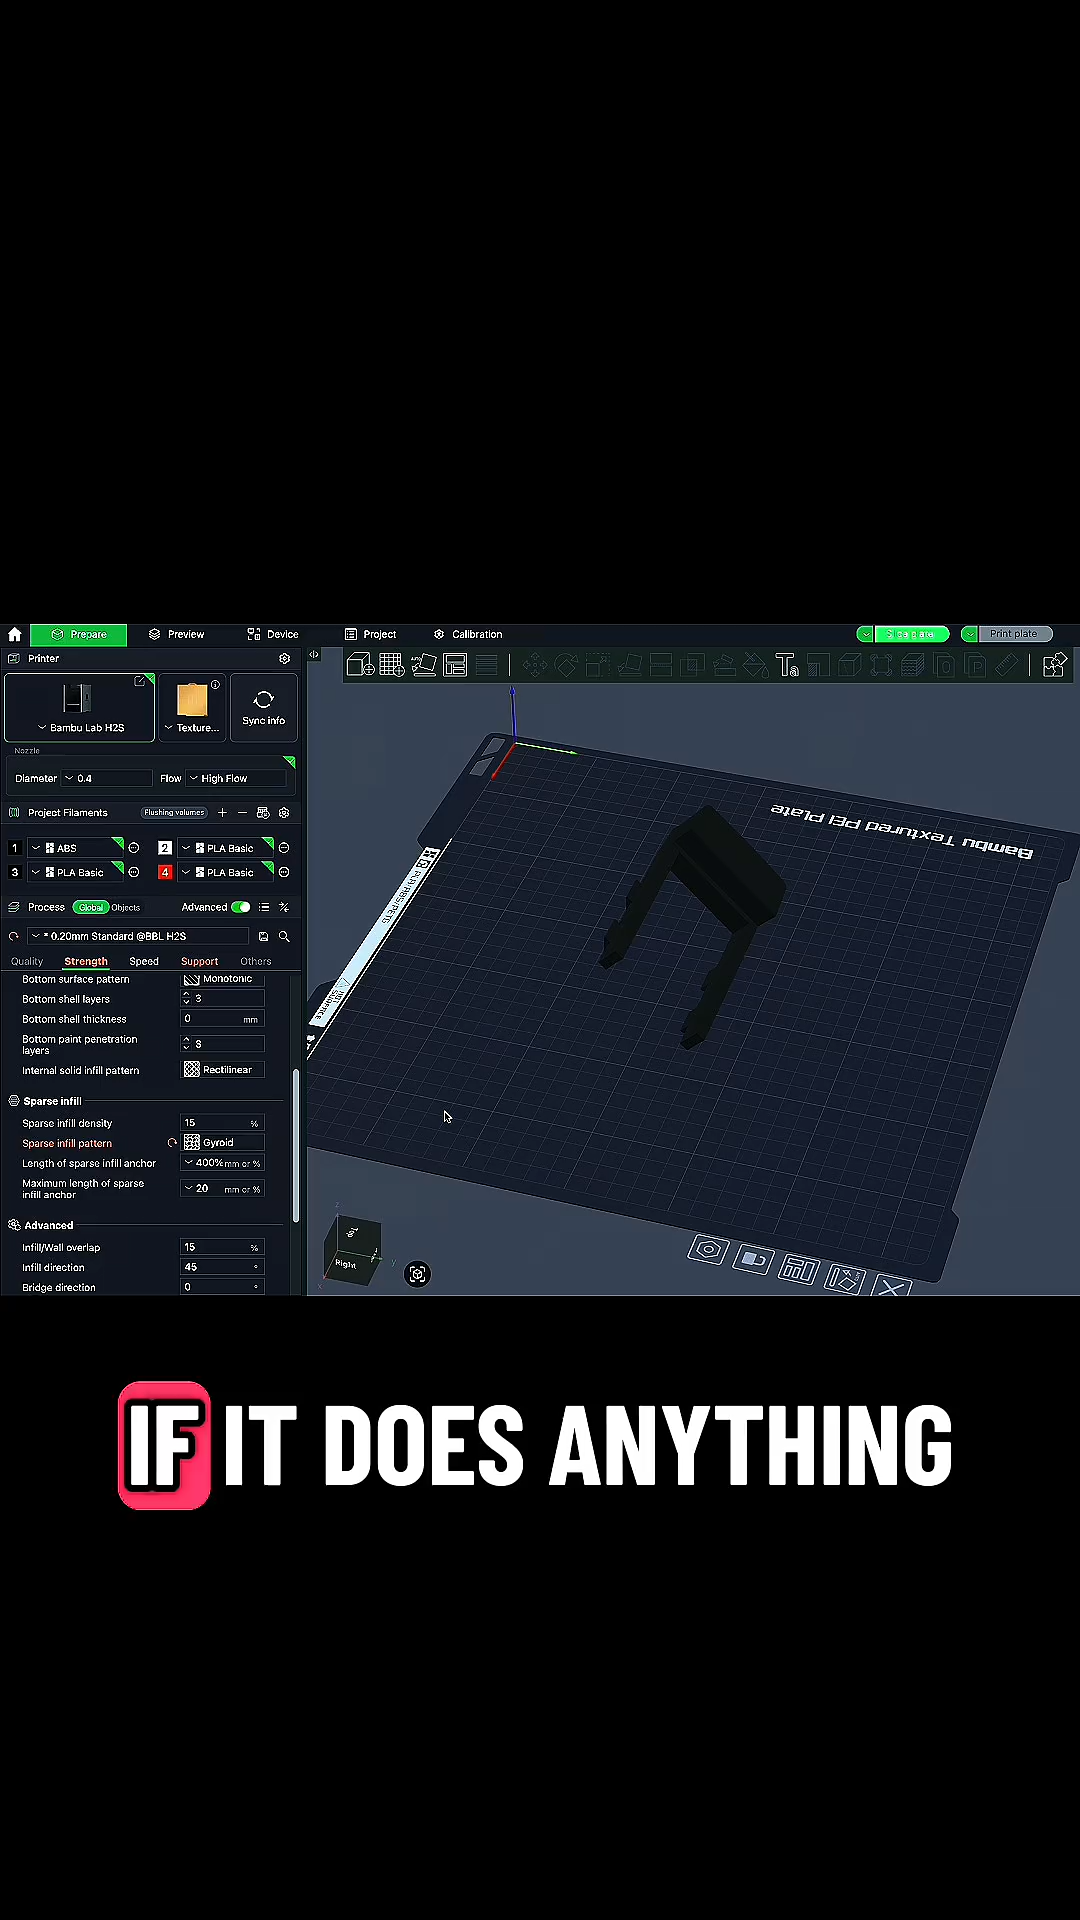 Prepare
Preview
Device
Project
Calibration
Slice plate
Print plate
Printer
Bambu Lab H2S
Texture...
Sync info
Nozzle
Diameter 0.4
Flow High Flow
Project Filaments
Flushing volumes
1 ABS
2 PLA Basic
3 PLA Basic
4 PLA Basic
Process Global Objects Advanced
* 0.20mm Standard @BBL H2S
Quality Strength Speed Support Others
Bottom surface pattern Monotonic
Bottom shell layers 3
Bottom shell thickness 0 mm
Bottom paint penetration
layers 3
Internal solid infill pattern Rectilinear
Sparse infill
Sparse infill density 15 %
Sparse infill pattern Gyroid
Length of sparse infill anchor 400% mm or %
Maximum length of sparse
infill anchor 20 mm or %
Advanced
Infill/Wall overlap 15 %
Infill direction 45 °
Bridge direction 0 °
Bambu Textured PEI Plate
PLA/ABS/PETG
Top
Right
IF IT DOES ANYTHING